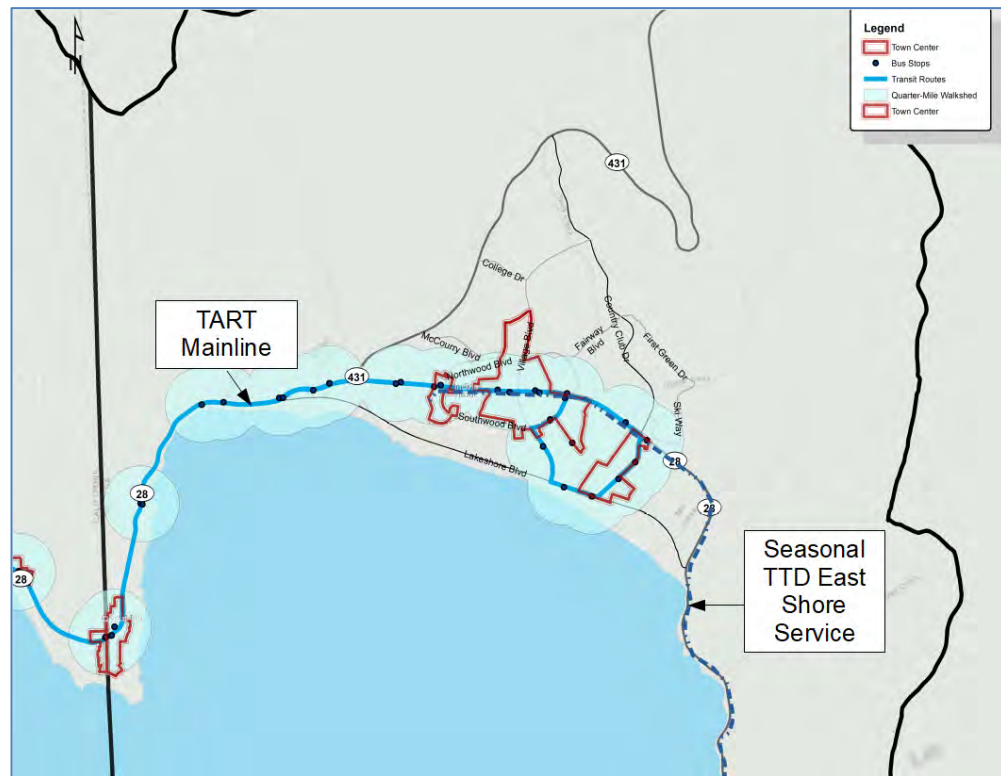 Legend
Town Center
Bus Stops
Transit Routes
Quarter-Mile Walkshed
Town Center
431
College Dr
TART
Mainline
McCourry Blvd
Village Blvd
Fairway
Blvd
Country Club Dr
First Green Dr
Northwood Blvd
431
Southwood Blvd
Ski Way
Lakeshore Blvd
28
28
28
Seasonal
TTD East
Shore
Service
28